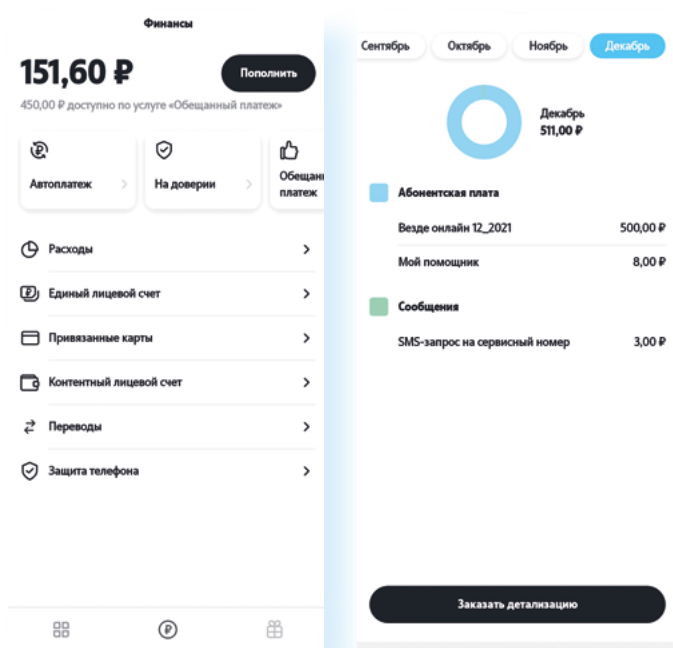 Финансы
151,60 ₽
Пополнить
450,00 ₽ доступно по услуге «Обещанный платеж»
Автоплатеж
На доверии
Обещанн
платеж
Расходы
Единый лицевой счет
Привязанные карты
Контентный лицевой счет
Переводы
Защита телефона
Сентябрь
Октябрь
Ноябрь
Декабрь
Декабрь
511,00 ₽
Абонентская плата
Везде онлайн 12_2021 500,00 ₽
Мой помощник 8,00 ₽
Сообщения
SMS-запрос на сервисный номер 3,00 ₽
Заказать детализацию